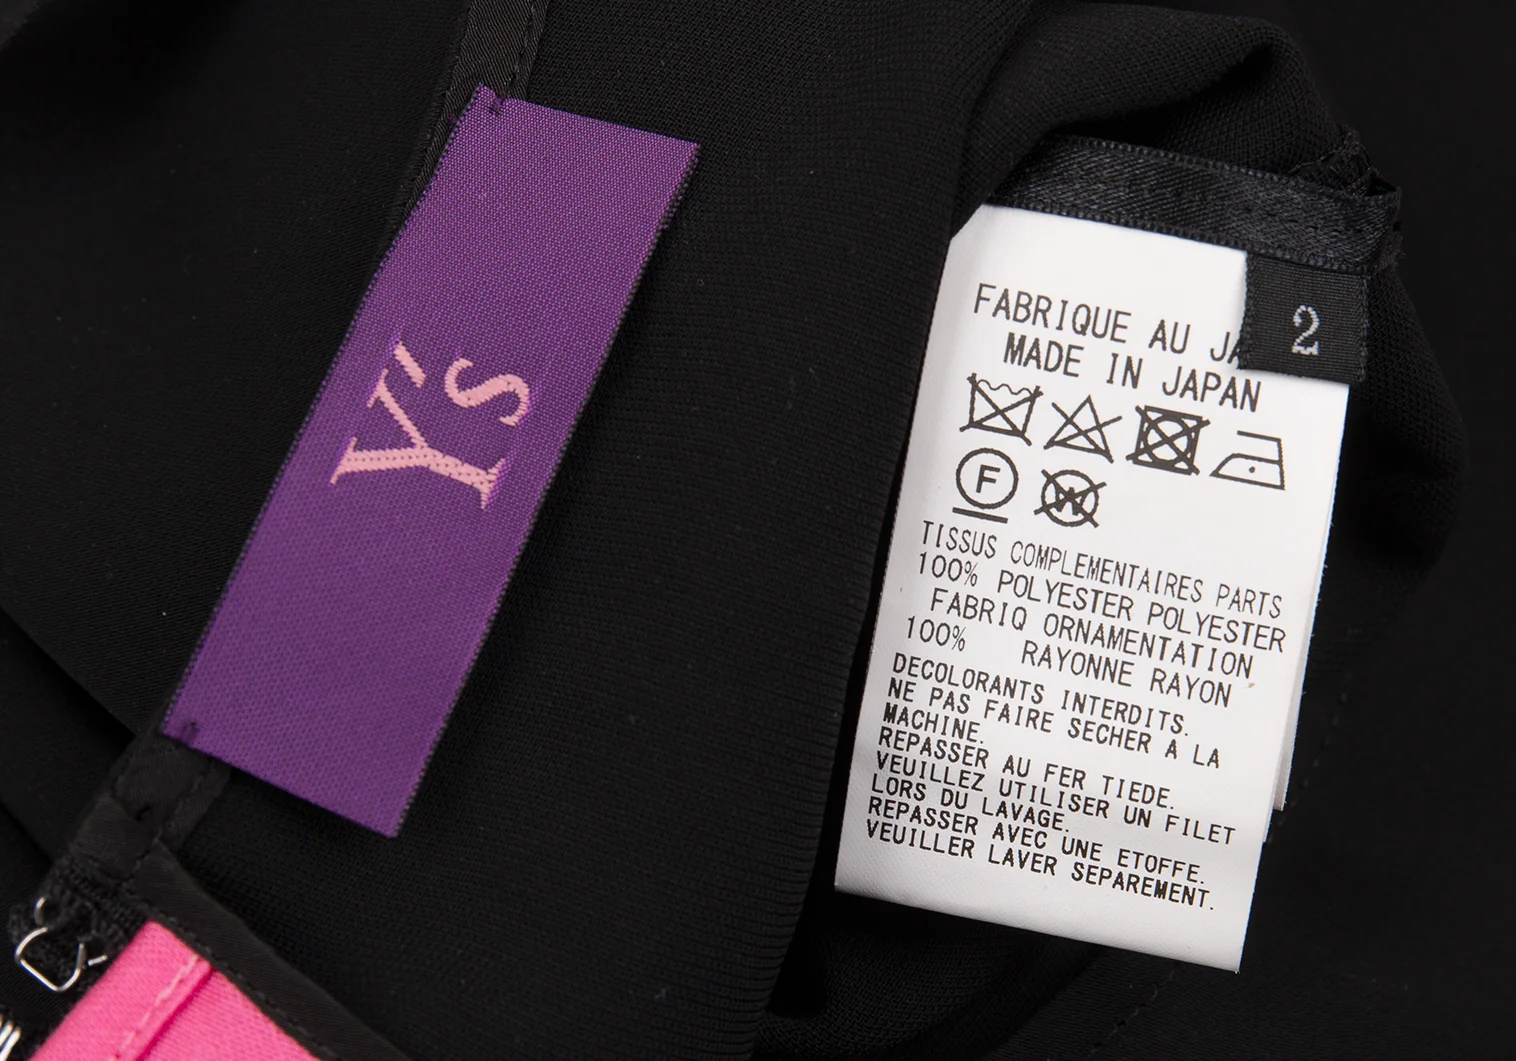 Y's
2
FABRIQUE AU JA
MADE IN JAPAN
F
W
TISSUS COMPLEMENTAIRES PARTS
100% POLYESTER POLYESTER
FABRIQ ORNAMENTATION
100% RAYONNE RAYON
DECOLORANTS INTERDITS.
NE PAS FAIRE SECHER A LA
MACHINE.
REPASSER AU FER TIEDE.
VEUILLEZ UTILISER UN FILET
LORS DU LAVAGE.
REPASSER AVEC UNE ETOFFE.
VEUILLER LAVER SEPAREMENT.